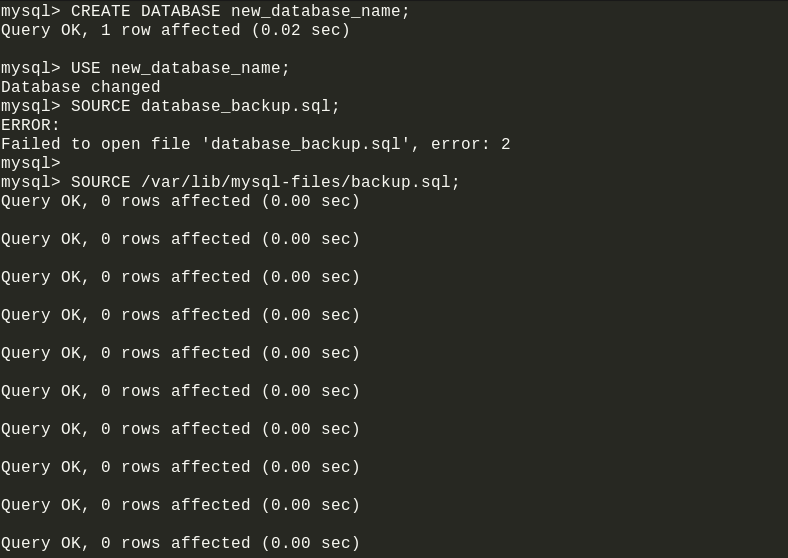 mysql> CREATE DATABASE new_database_name;
Query OK, 1 row affected (0.02 sec)
mysql> USE new_database_name;
Database changed
mysql> SOURCE database_backup.sql;
ERROR:
Failed to open file 'database_backup.sql', error: 2
mysql>
mysql> SOURCE /var/lib/mysql-files/backup.sql;
Query OK, 0 rows affected (0.00 sec)
Query OK, 0 rows affected (0.00 sec)
Query OK, 0 rows affected (0.00 sec)
Query OK, 0 rows affected (0.00 sec)
Query OK, 0 rows affected (0.00 sec)
Query OK, 0 rows affected (0.00 sec)
Query OK, 0 rows affected (0.00 sec)
Query OK, 0 rows affected (0.00 sec)
Query OK, 0 rows affected (0.00 sec)
Query OK, 0 rows affected (0.00 sec)